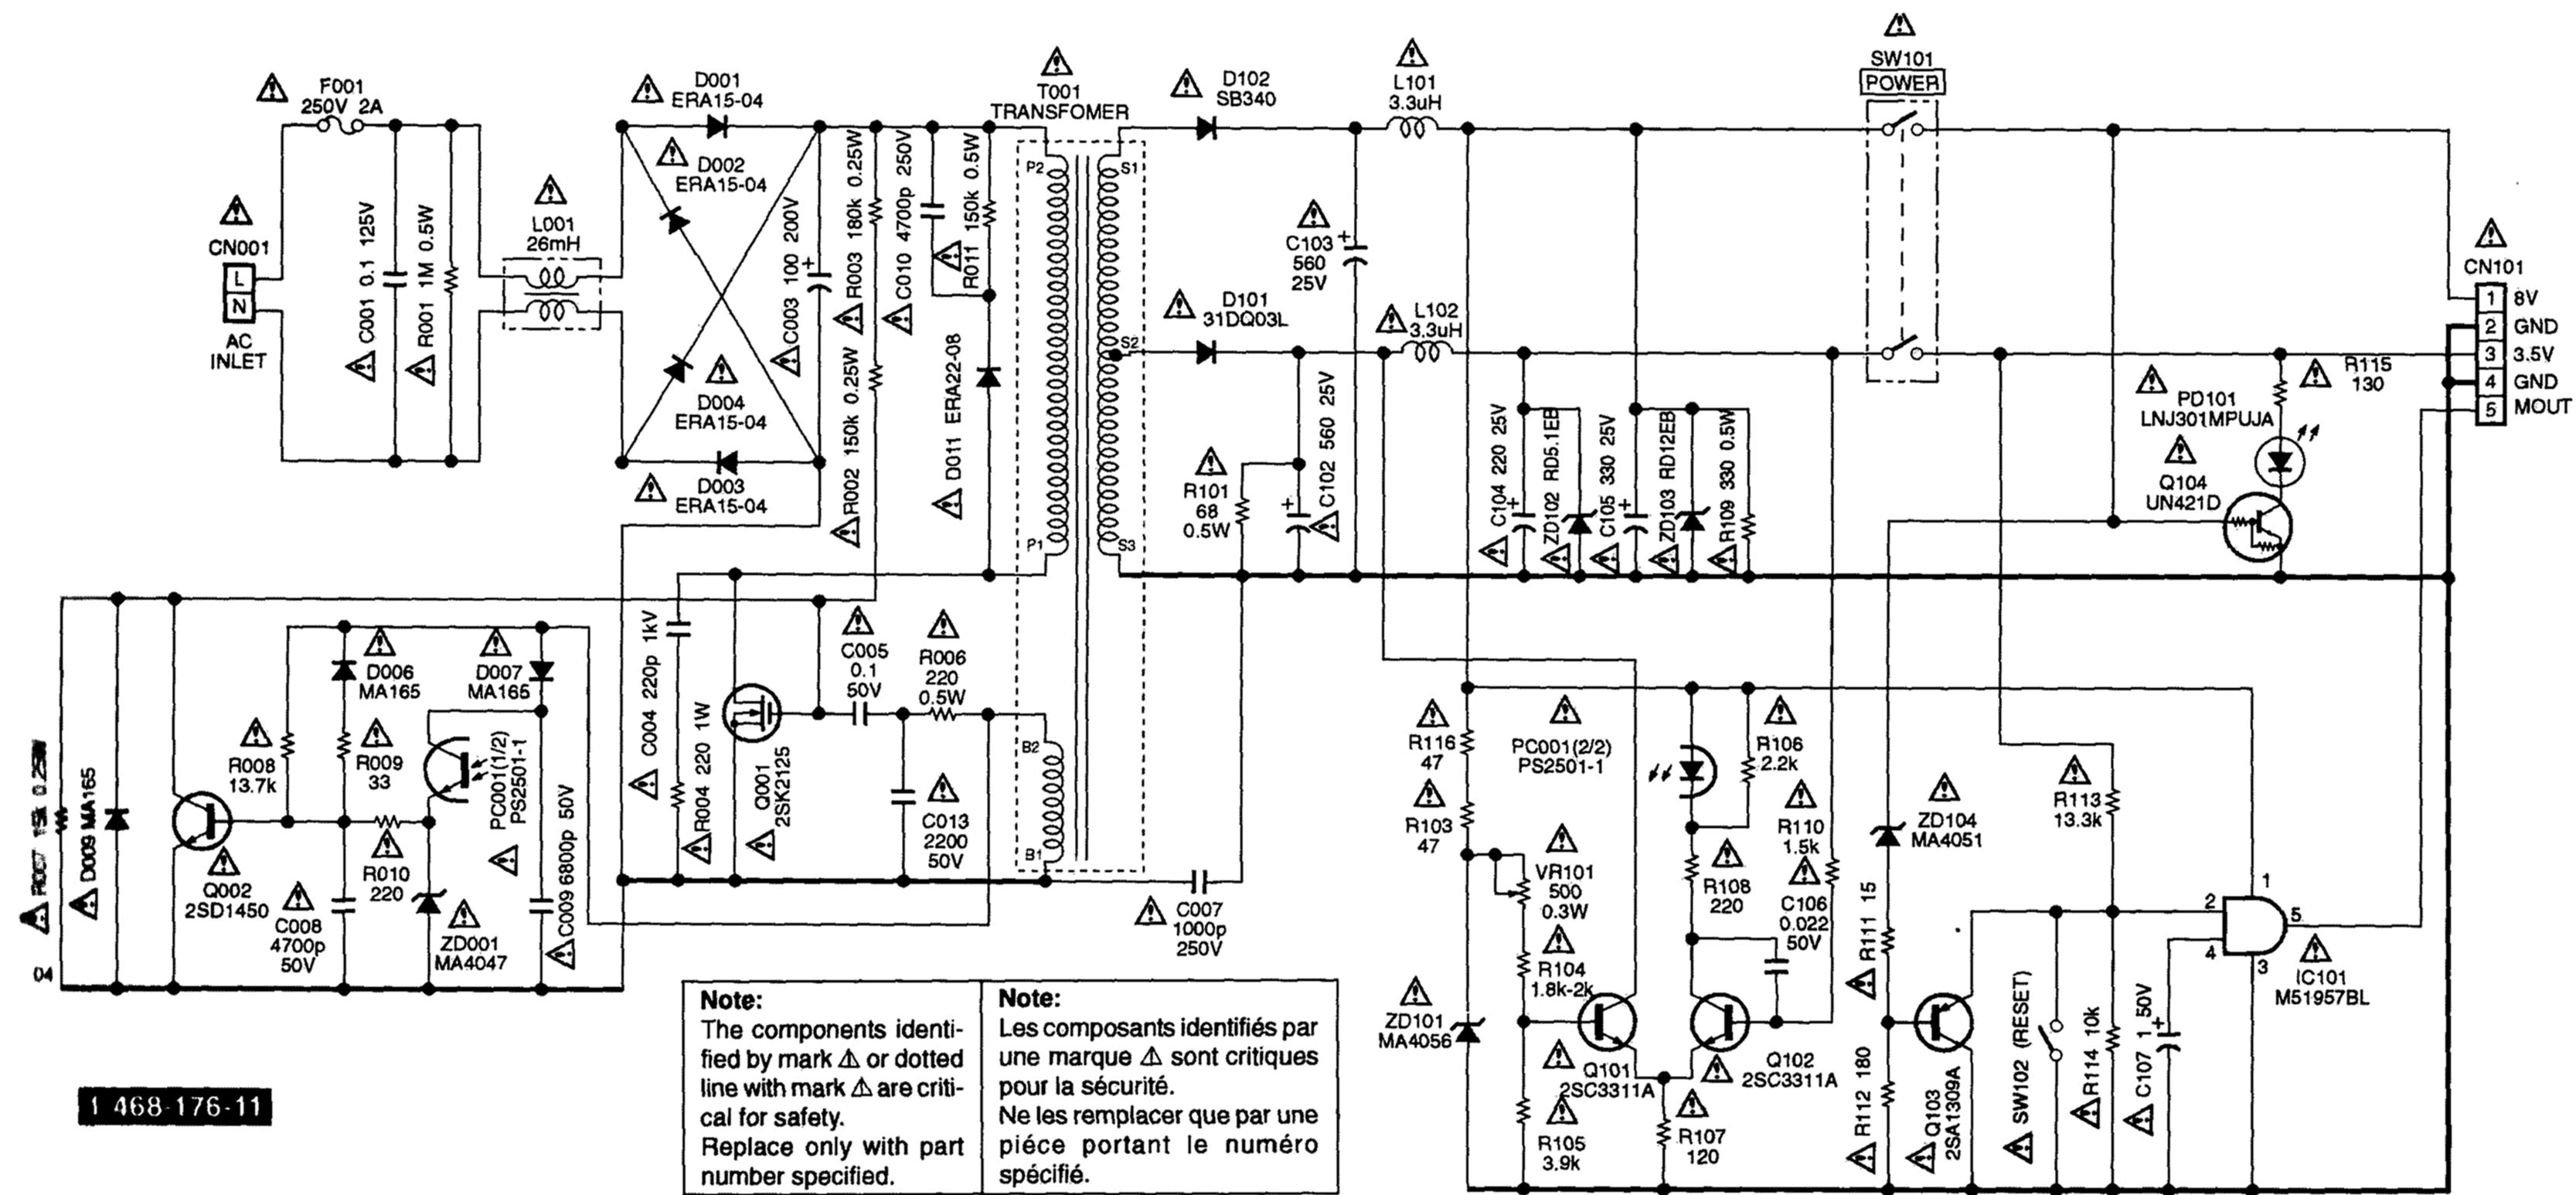 F001
250V 2A
CN001
L
N
AC
INLET
C001 0.1 125V
R001 1M 0.5W
L001
26mH
D001
ERA15-04
D002
ERA15-04
D004
ERA15-04
D003
ERA15-04
C003 100 200V
+
R003 180k 0.25W
R002 150k 0.25W
C010 4700p 250V
R011 150k 0.5W
D011 ERA22-08
T001
TRANSFOMER
P2
P1
S1
S2
S3
B2
B1
D102
SB340
L101
3.3uH
C103
560
25V
+
D101
31DQ03L
L102
3.3uH
R101
68
0.5W
C102 560 25V
+
C104 220 25V
+
ZD102 RD5.1EB
C105 330 25V
+
ZD103 RD12EB
R109 330 0.5W
SW101
POWER
CN101
1 8V
2 GND
3 3.5V
4 GND
5 MOUT
R115
130
PD101
LNJ301MPUJA
Q104
UN421D
R007 15k 0.25W
D009 MA165
04
Q002
2SD1450
R008
13.7k
D006
MA165
R009
33
D007
MA165
PC001(1/2)
PS2501-1
R010
220
C008
4700p
50V
ZD001
MA4047
C009 6800p 50V
C004 220p 1kV
R004 220 1W
Q001
2SK2125
C005
0.1
50V
R006
220
0.5W
C013
2200
50V
C007
1000p
250V
R116
47
R103
47
PC001(2/2)
PS2501-1
R106
2.2k
VR101
500
0.3W
R104
1.8k-2k
R108
220
R110
1.5k
C106
0.022
50V
ZD101
MA4056
Q101
2SC3311A
Q102
2SC3311A
R105
3.9k
R107
120
ZD104
MA4051
R111 15
R112 180
Q103
2SA1309A
SW102 (RESET)
R113
13.3k
R114 10k
C107 1 50V
+
1
2
4
5
3
IC101
M51957BL
1-468-176-11
Note:
The components identi-
fied by mark ⚠ or dotted
line with mark ⚠ are criti-
cal for safety.
Replace only with part
number specified.
Note:
Les composants identifiés par
une marque ⚠ sont critiques
pour la sécurité.
Ne les remplacer que par une
piéce portant le numéro
spécifié.